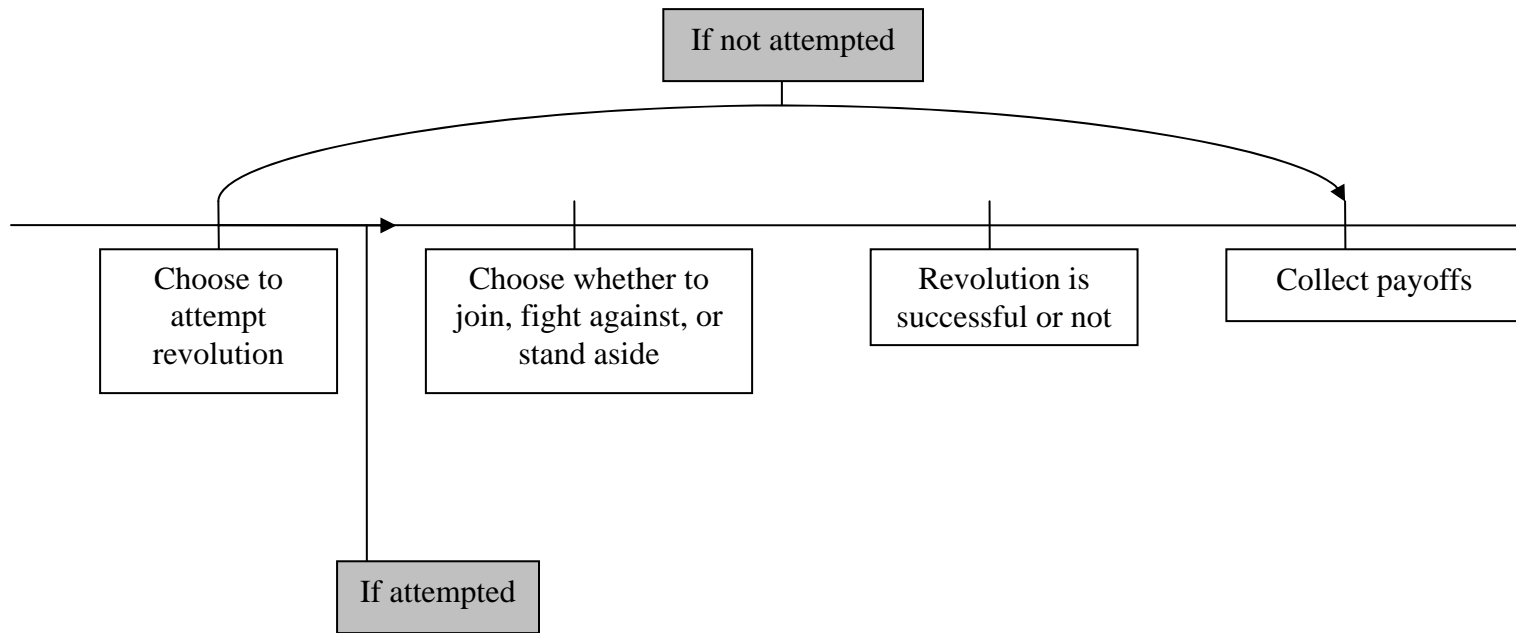 If not attempted
Choose to
attempt
revolution
Choose whether to
join, fight against, or
stand aside
Revolution is
successful or not
Collect payoffs
If attempted